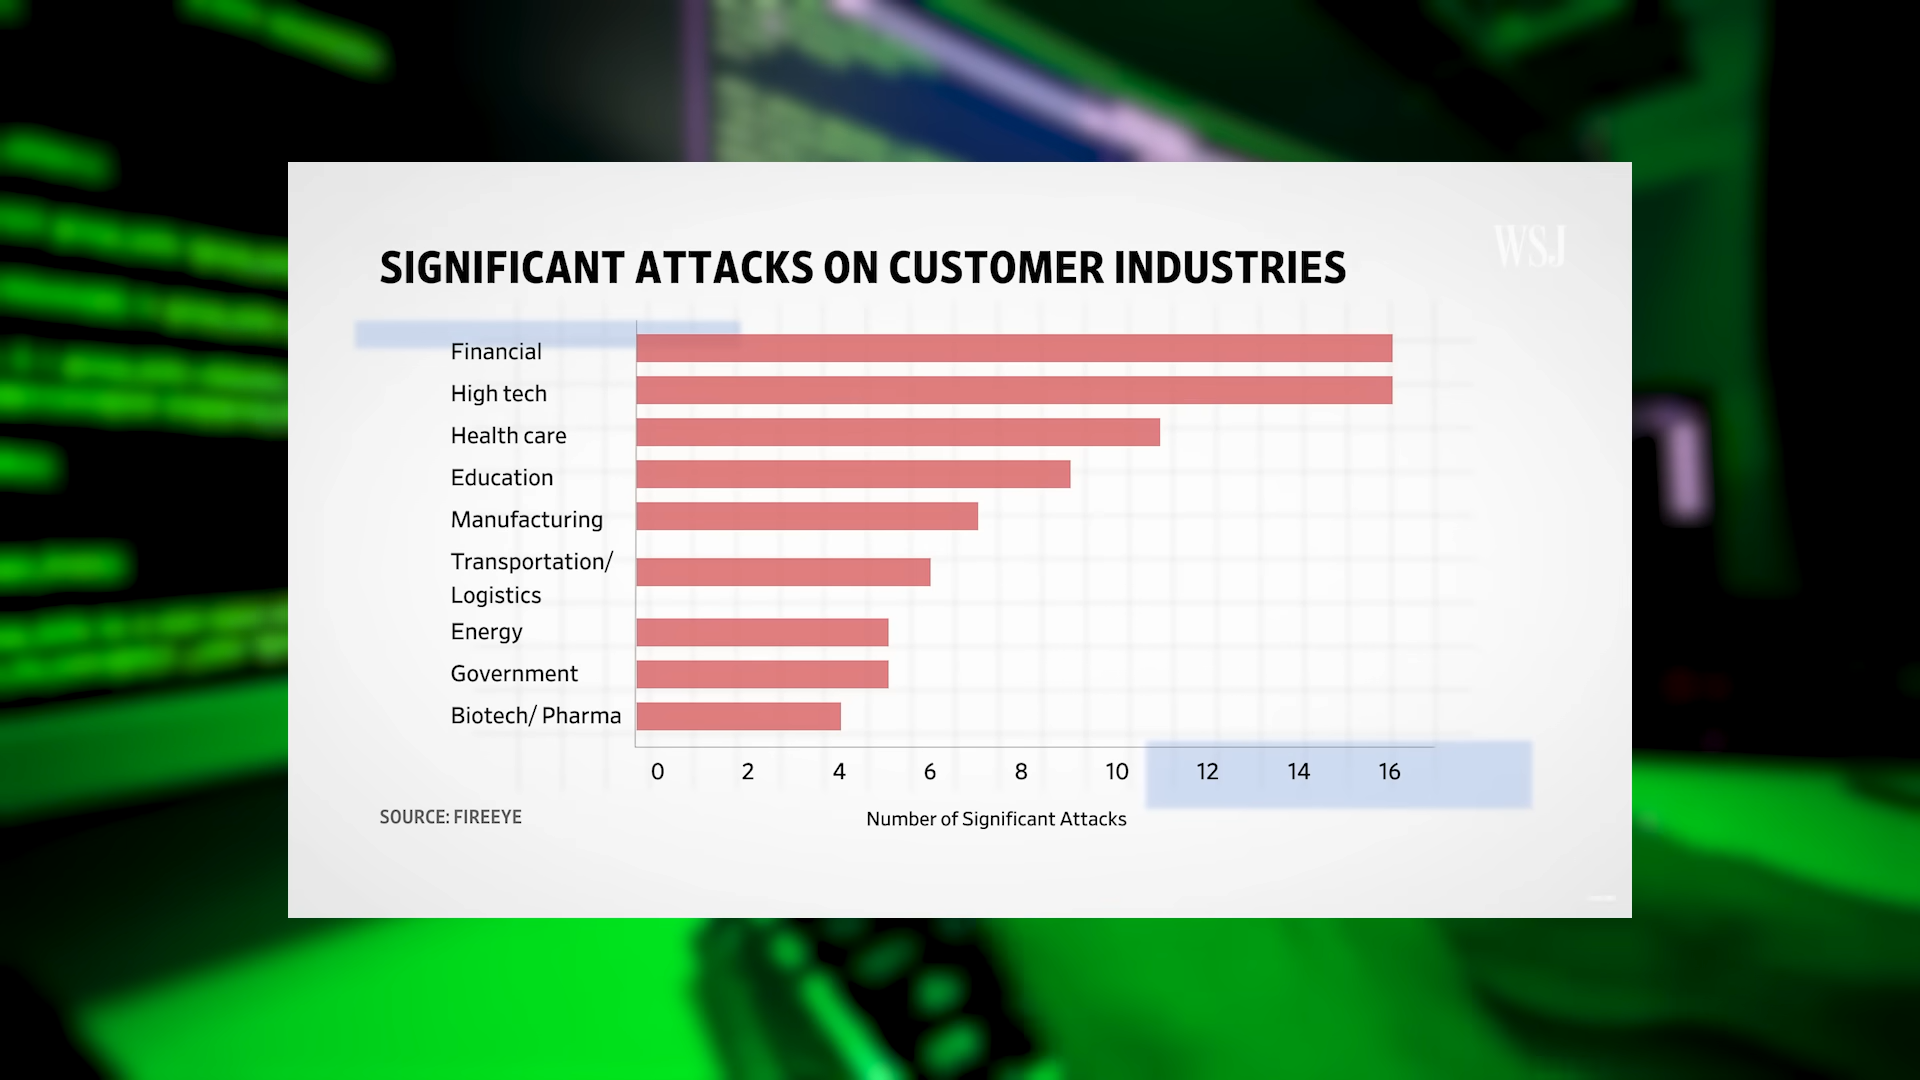 WSJ
SIGNIFICANT ATTACKS ON CUSTOMER INDUSTRIES
Financial
High tech
Health care
Education
Manufacturing
Transportation/
Logistics
Energy
Government
Biotech/ Pharma
0 2 4 6 8 10 12 14 16
SOURCE: FIREEYE
Number of Significant Attacks